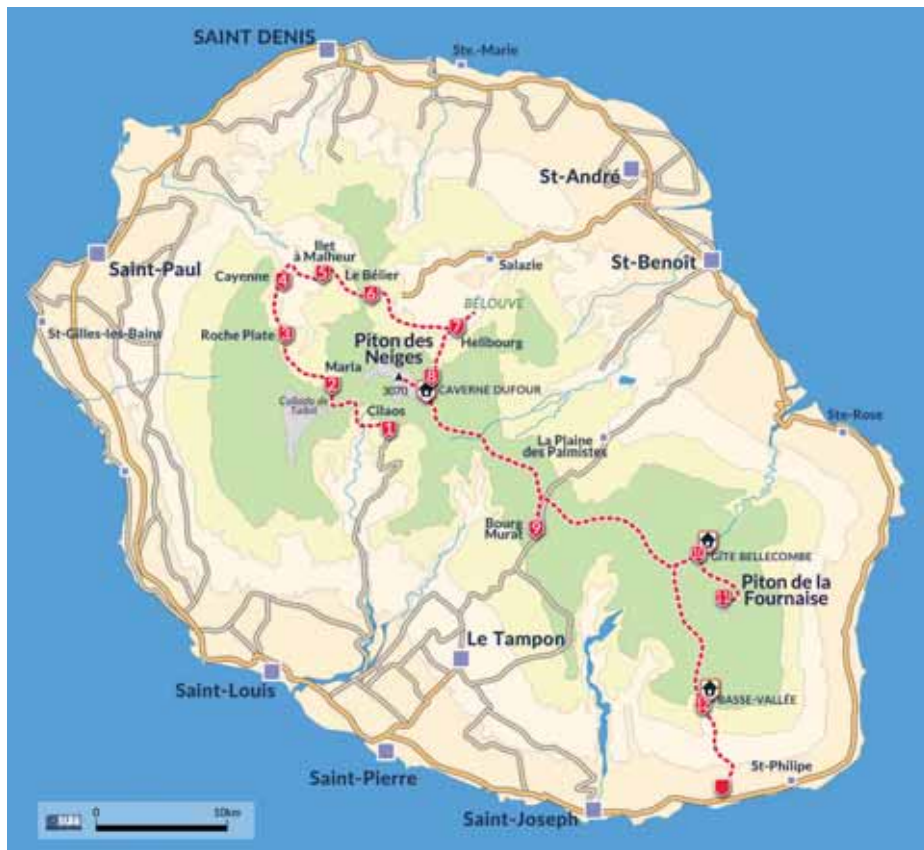 SAINT DENIS
Ste.-Marie
St-André
Saint-Paul
Ilet
à Malheur
Cayenne
4
5
Le Bélier
6
Salazie
St-Benoît
BÉLOUVE
St-Gilles-les-Bains
Roche Plate
3
7
Hellbourg
Piton des
Neiges
Marla
2
3070
8
CAVERNE DUFOUR
Cilaos
1
Ste-Rose
La Plaine
des Palmistes
Bourg
Murat
9
10
GÎTE BELLECOMBE
11
Piton de la
Fournaise
Le Tampon
Saint-Louis
12
BASSE-VALLÉE
Saint-Pierre
St-Philipe
Saint-Joseph
0
10km